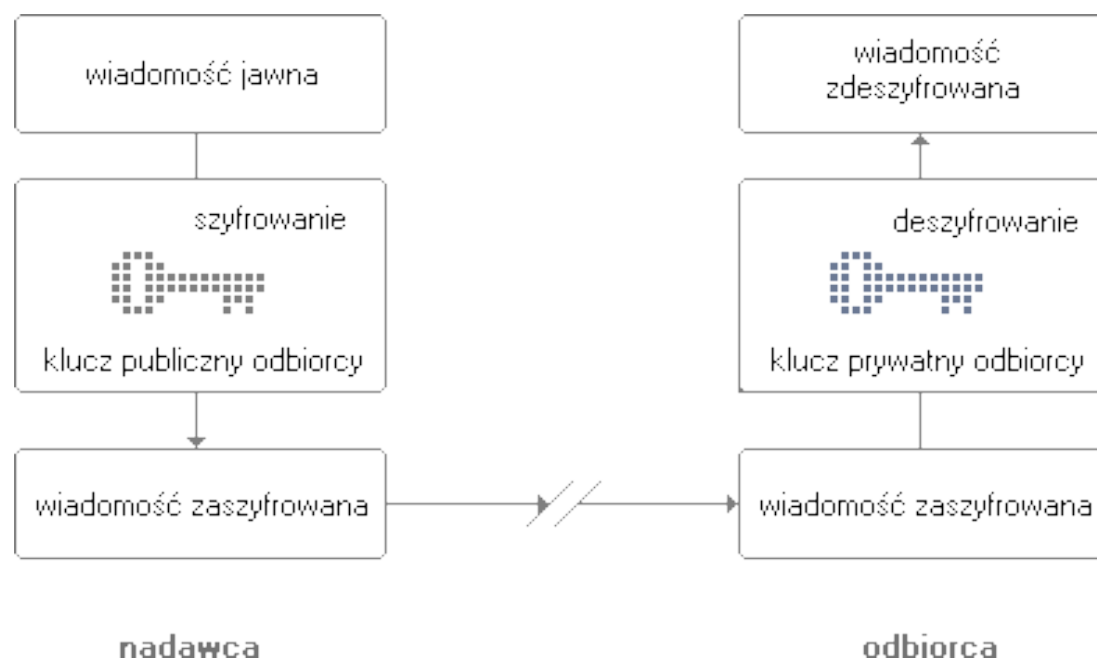 wiadomość jawna
szyfrowanie
klucz publiczny odbiorcy
wiadomość zaszyfrowana
nadawca
wiadomość
zdeszyfrowana
deszyfrowanie
klucz prywatny odbiorcy
wiadomość zaszyfrowana
odbiorca